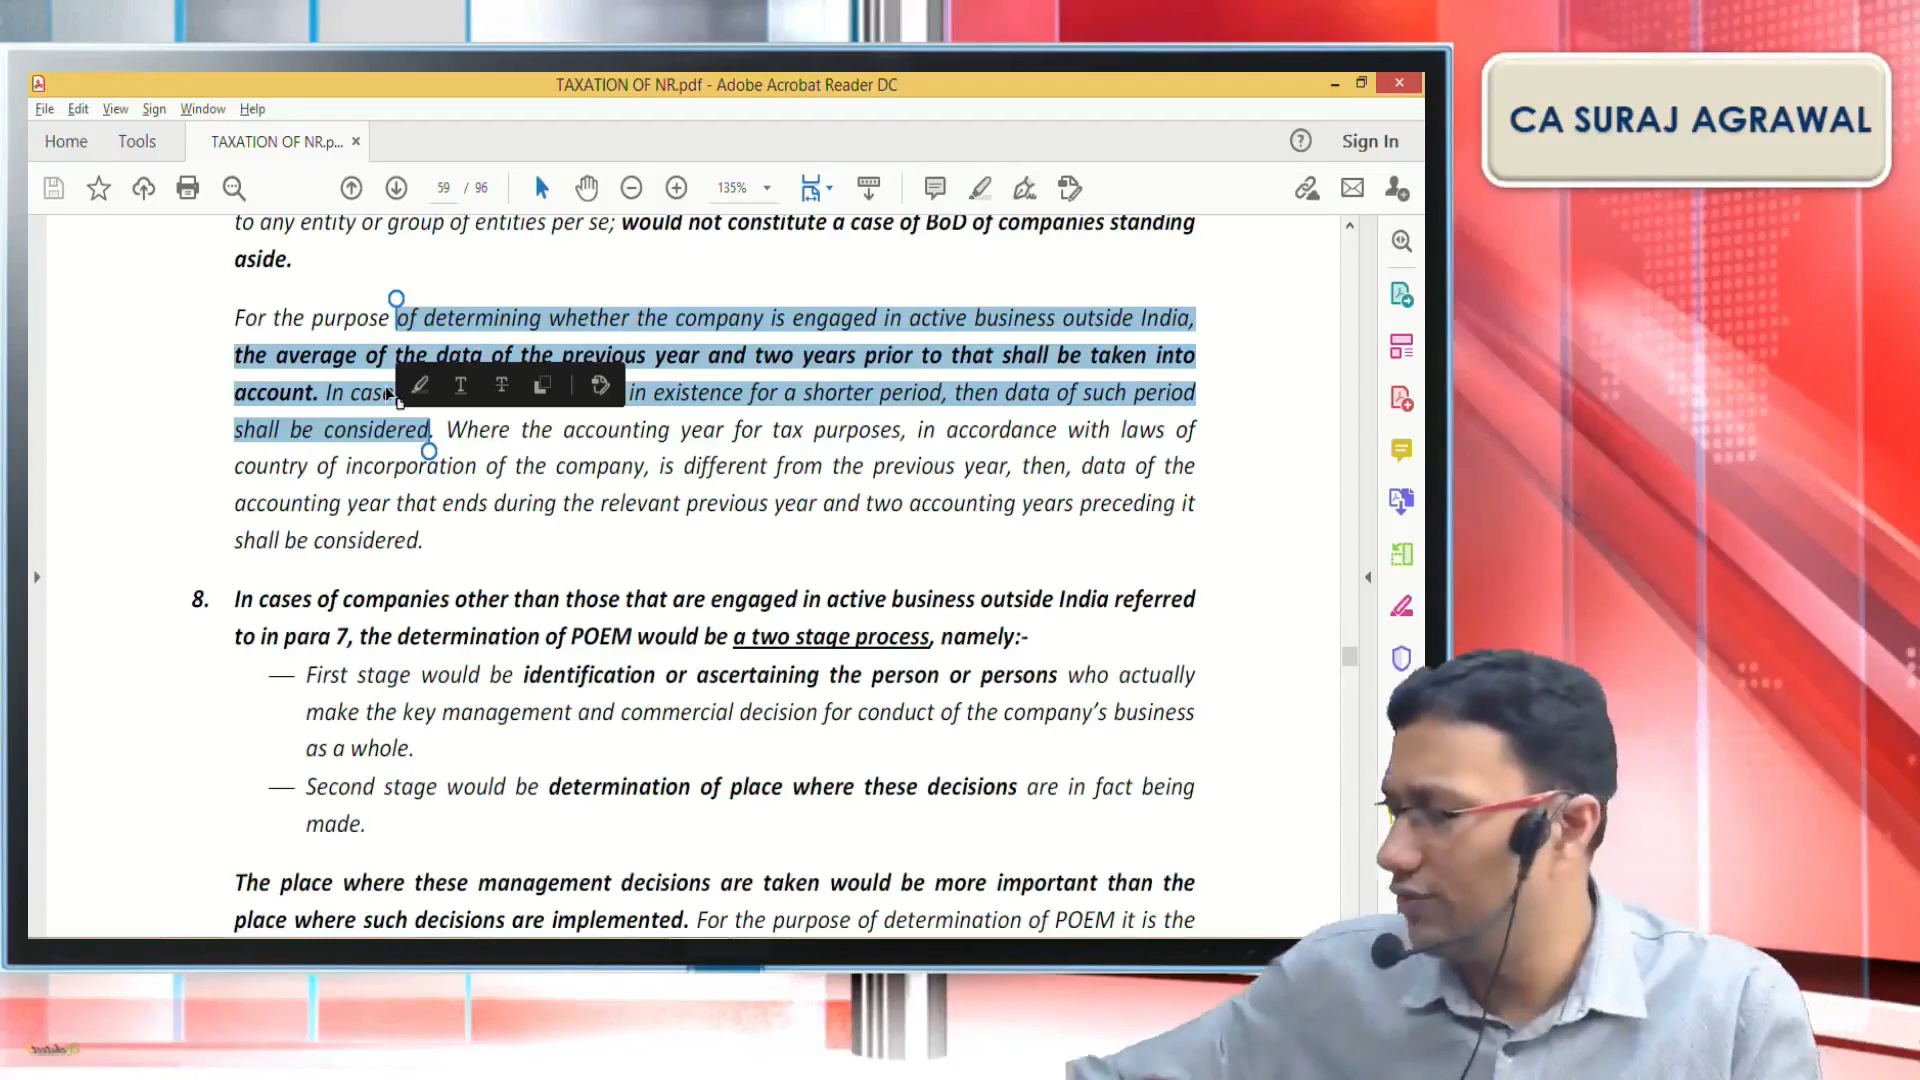 CA SURAJ AGRAWAL
TAXATION OF NR.pdf - Adobe Acrobat Reader DC
File Edit View Sign Window Help
Home Tools TAXATION OF NR.p... × Sign In
59 / 96 135%
to any entity or group of entities per se; would not constitute a case of BoD of companies standing
aside.
For the purpose of determining whether the company is engaged in active business outside India,
the average of the data of the previous year and two years prior to that shall be taken into
account. In case in existence for a shorter period, then data of such period
shall be considered. Where the accounting year for tax purposes, in accordance with laws of
country of incorporation of the company, is different from the previous year, then, data of the
accounting year that ends during the relevant previous year and two accounting years preceding it
shall be considered.
8. In cases of companies other than those that are engaged in active business outside India referred
to in para 7, the determination of POEM would be a two stage process, namely:-
— First stage would be identification or ascertaining the person or persons who actually
make the key management and commercial decision for conduct of the company's business
as a whole.
— Second stage would be determination of place where these decisions are in fact being
made.
The place where these management decisions are taken would be more important than the
place where such decisions are implemented. For the purpose of determination of POEM it is the